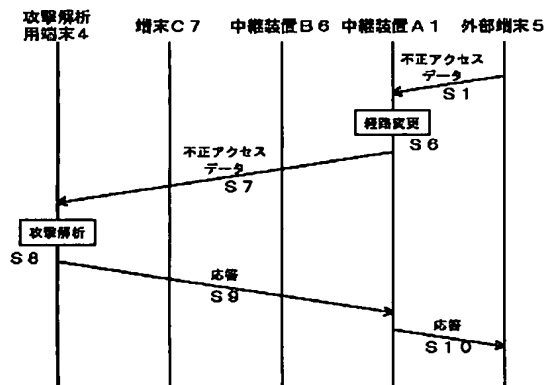 攻撃解析
用端末4
端末C7
中継装置B6
中継装置A1
外部端末5
不正アクセス
データ
S1
経路変更
S6
不正アクセス
データ
S7
攻撃解析
S8
応答
S9
応答
S10